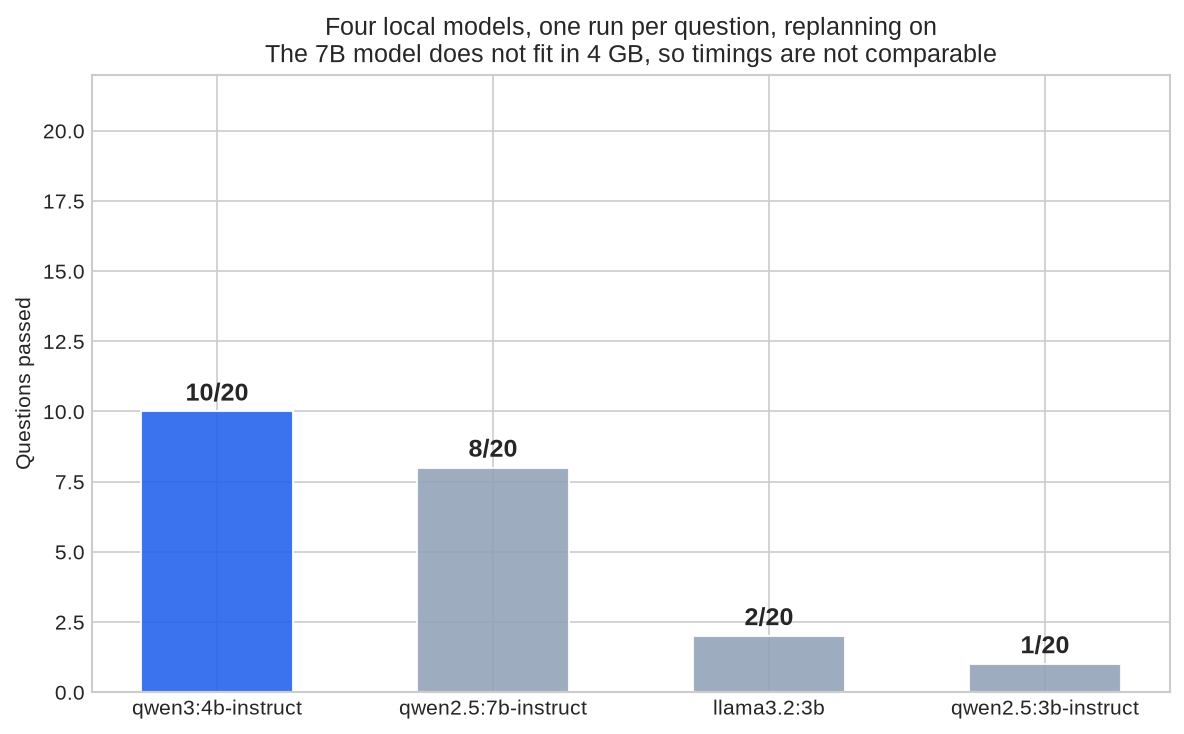 Four local models, one run per question, replanning on
The 7B model does not fit in 4 GB, so timings are not comparable
Questions passed
20.0
17.5
15.0
12.5
10.0
7.5
5.0
2.5
0.0
10/20
8/20
2/20
1/20
qwen3:4b-instruct
qwen2.5:7b-instruct
llama3.2:3b
qwen2.5:3b-instruct